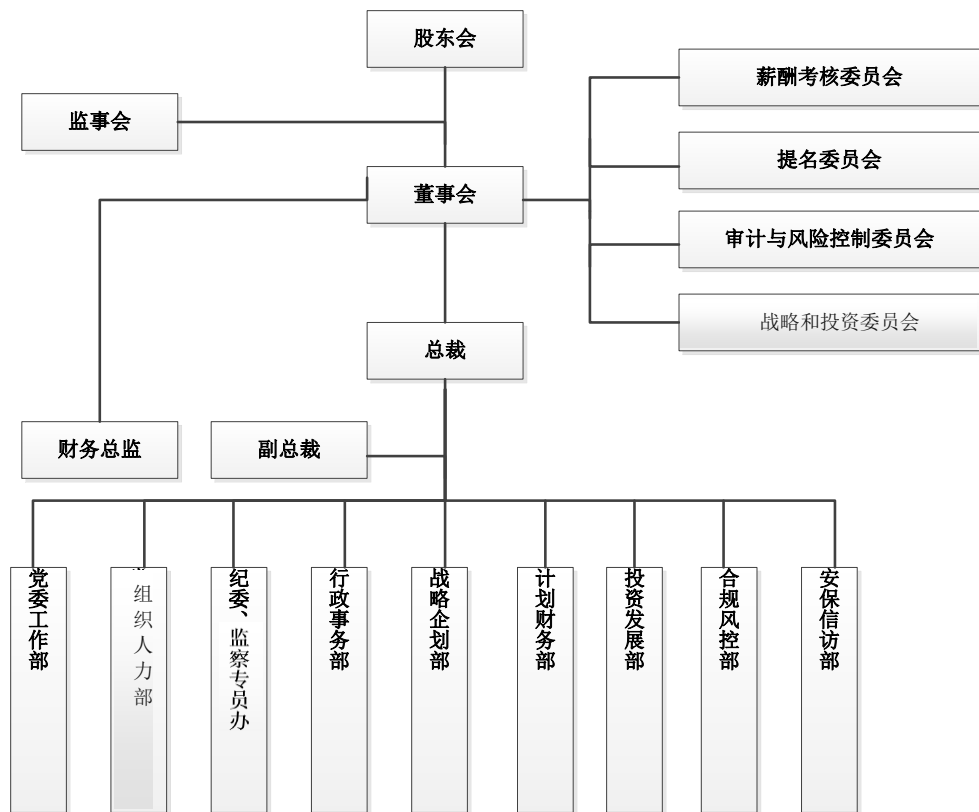 股东会
薪酬考核委员会
监事会
提名委员会
董事会
审计与风险控制委员会
战略和投资委员会
总裁
财务总监
副总裁
党委工作部
组织人力部
纪委、监察专员办
行政事务部
战略企划部
计划财务部
投资发展部
合规风控部
安保信访部